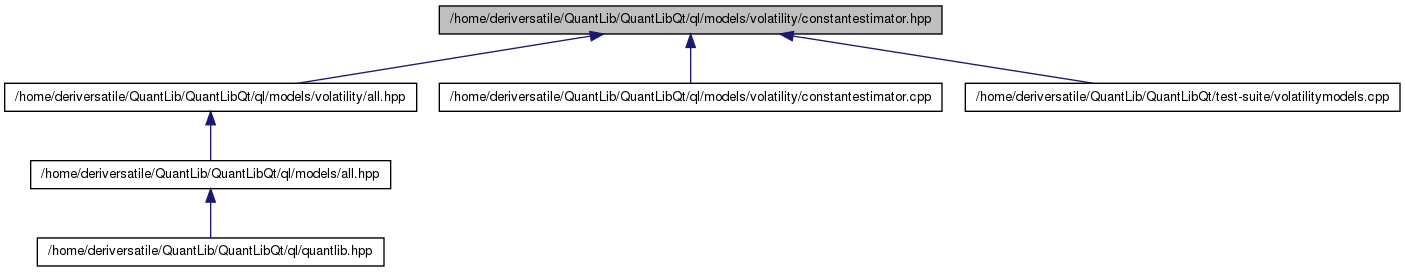 /home/deriversatile/QuantLib/QuantLibQt/ql/models/volatility/constantestimator.hpp
/home/deriversatile/QuantLib/QuantLibQt/ql/models/volatility/all.hpp
/home/deriversatile/QuantLib/QuantLibQt/ql/models/volatility/constantestimator.cpp
/home/deriversatile/QuantLib/QuantLibQt/test-suite/volatilitymodels.cpp
/home/deriversatile/QuantLib/QuantLibQt/ql/models/all.hpp
/home/deriversatile/QuantLib/QuantLibQt/ql/quantlib.hpp